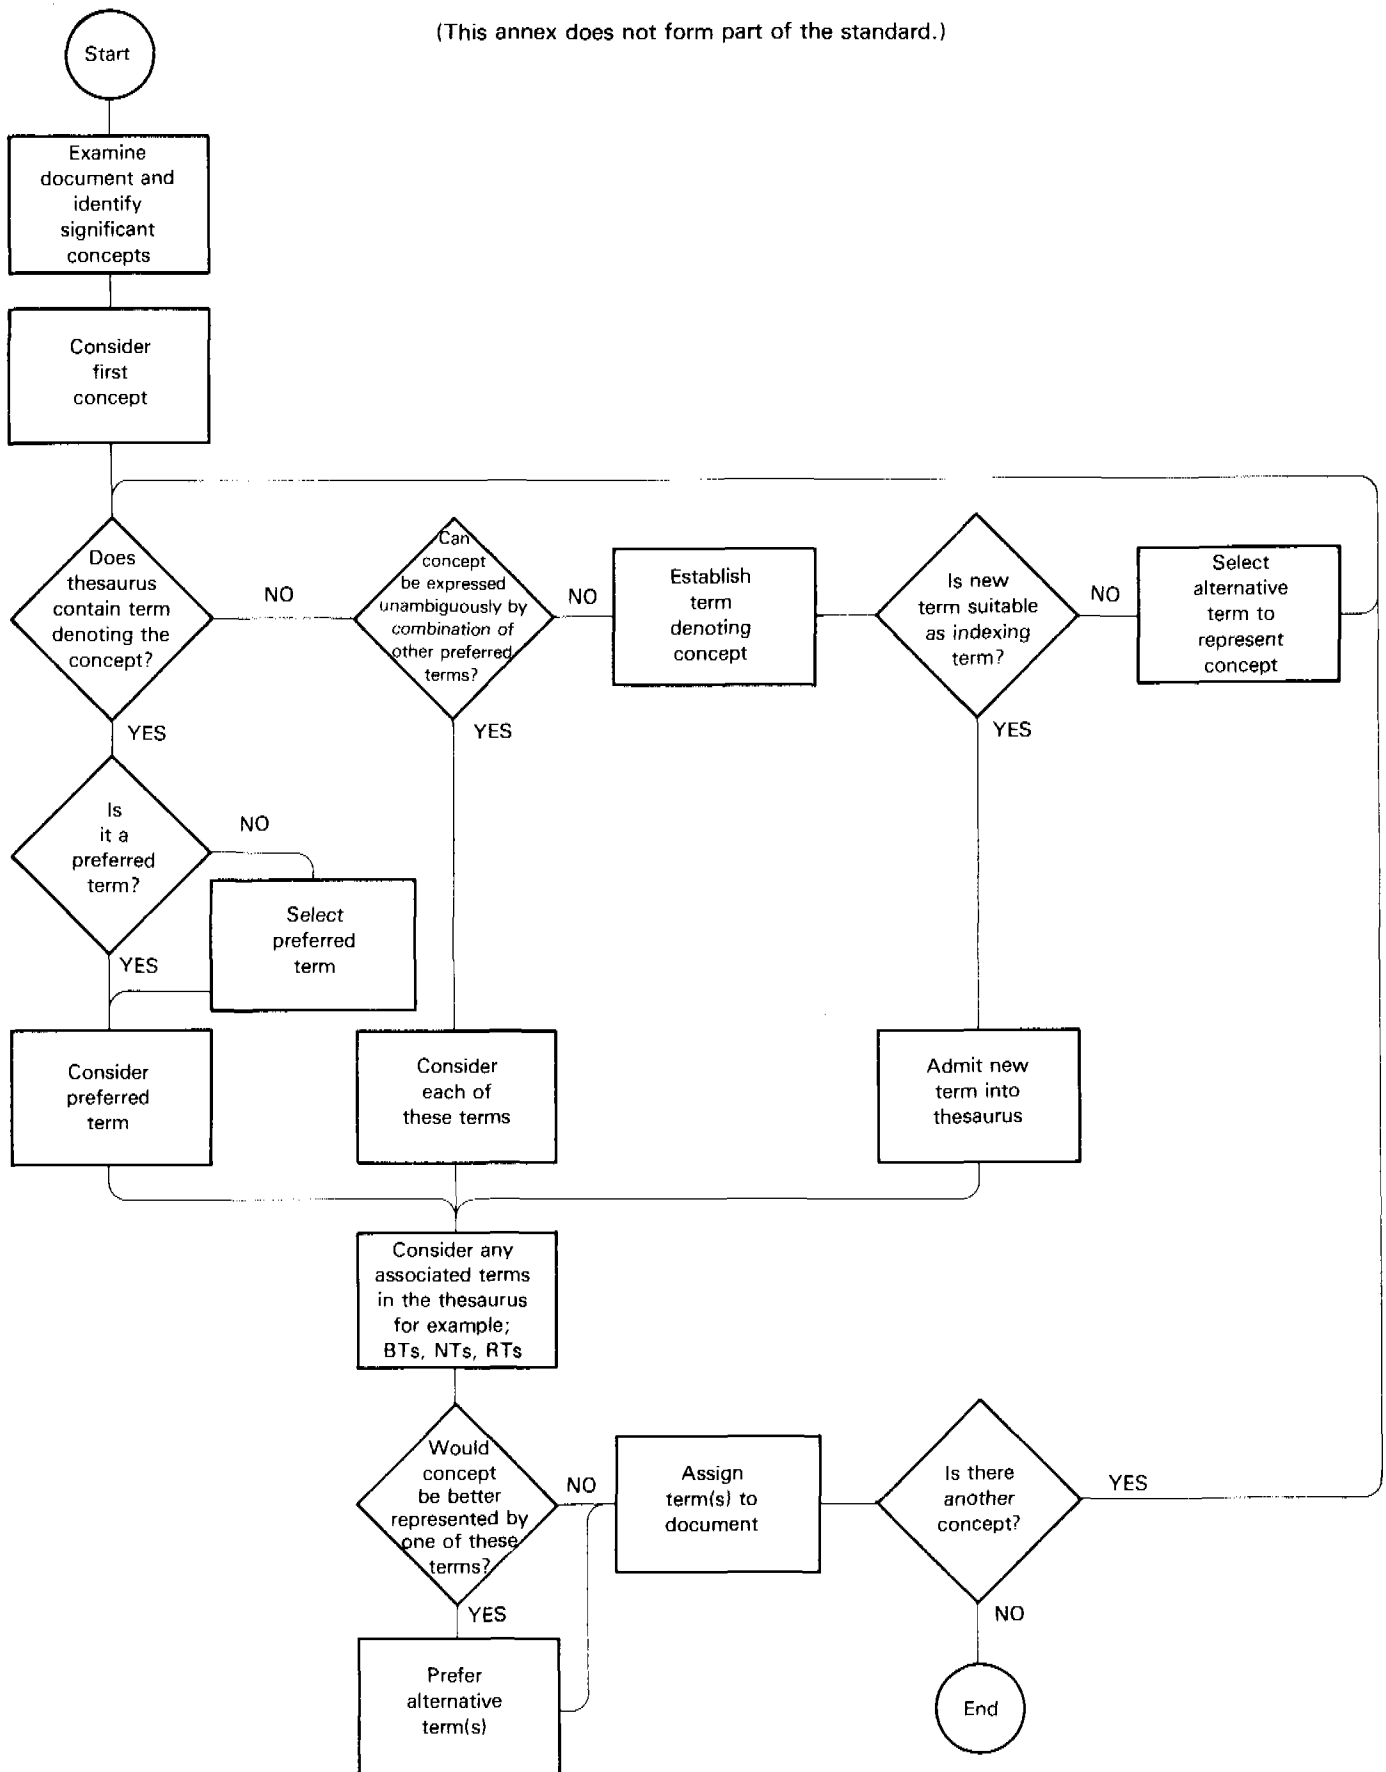 (This annex does not form part of the standard.)
Start
Examine
document and
identify
significant
concepts
Consider
first
concept
Does
thesaurus
contain term
denoting the
concept?
NO
Can
concept
be expressed
unambiguously by
combination of
other preferred
terms?
NO
Establish
term
denoting
concept
Is new
term suitable
as indexing
term?
NO
Select
alternative
term to
represent
concept
YES
YES
YES
Is
it a
preferred
term?
NO
Select
preferred
term
YES
Consider
preferred
term
Consider
each of
these terms
Admit new
term into
thesaurus
Consider any
associated terms
in the thesaurus
for example;
BTs, NTs, RTs
Would
concept
be better
represented by
one of these
terms?
NO
Assign
term(s) to
document
Is there
another
concept?
YES
YES
NO
Prefer
alternative
term(s)
End